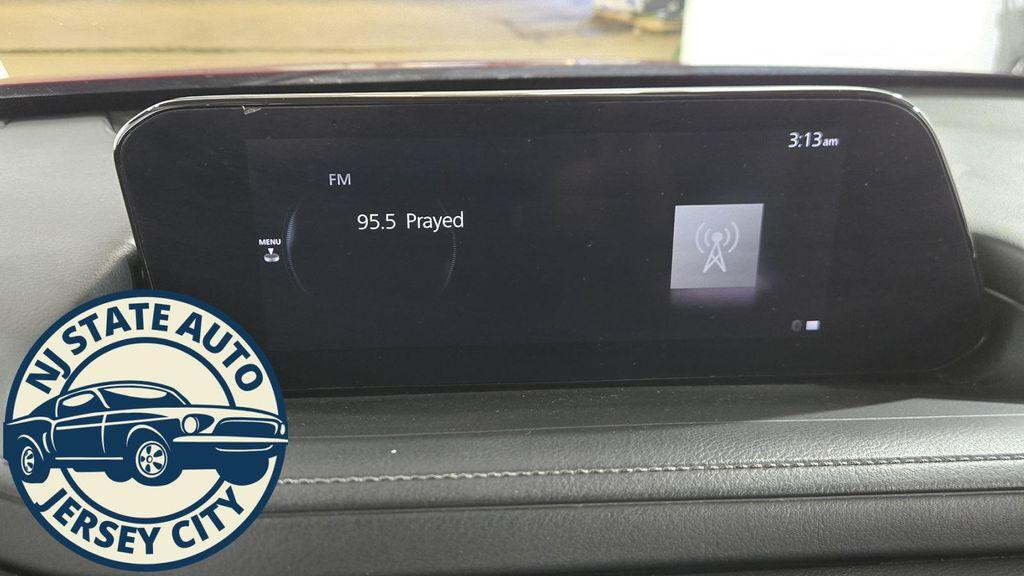 3:13am
FM
95.5 Prayed
MENU
NJ STATE AUTO
JERSEY CITY